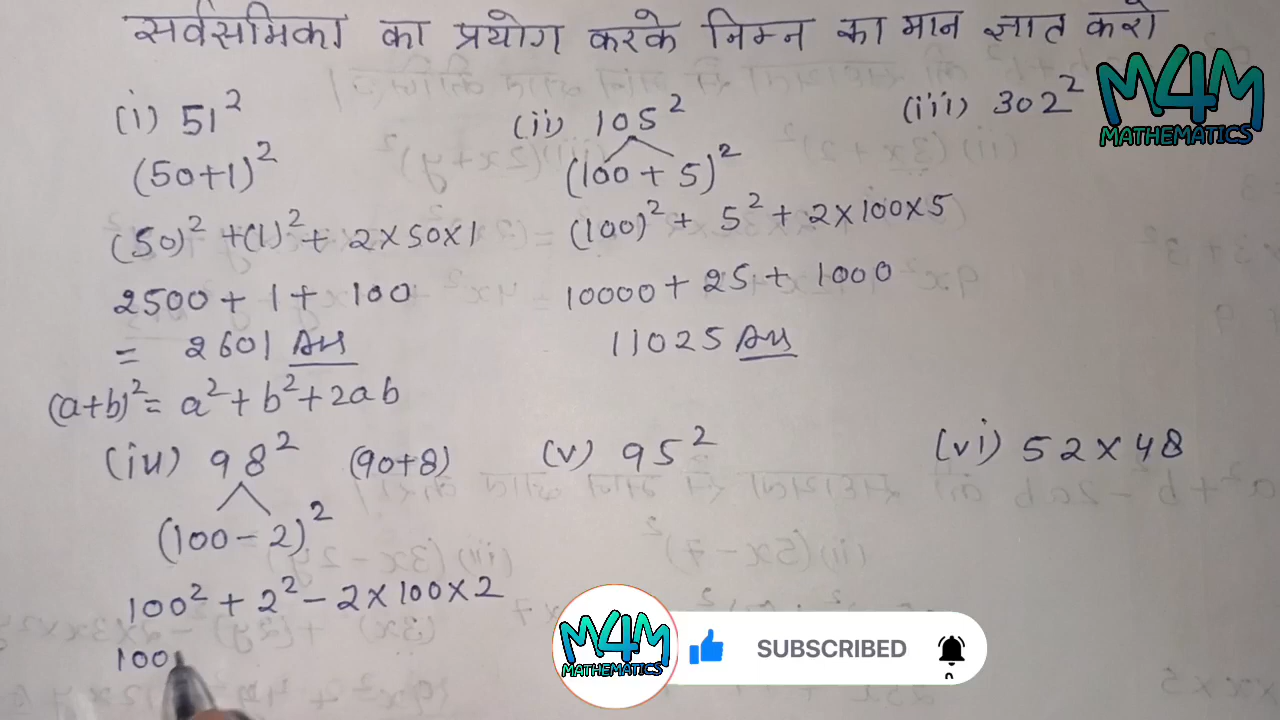 सर्वसमिका का प्रयोग करके निम्न का मान ज्ञात करो
M4M
MATHEMATICS
(i) 51² (ii) 105² (iii) 302²
(50+1)² (100 + 5)²
(50)² +(1)² + 2×50×1 (100)² + 5² + 2×100×5
2500 + 1 + 100 10000 + 25 + 1000
= 2601 Ans 11025 Ans
(a+b)² = a² + b² + 2ab
(iv) 98² (90+8) (v) 95² (vi) 52×48
(100 - 2)²
100² + 2² - 2×100×2
100
M4M
MATHEMATICS
SUBSCRIBED